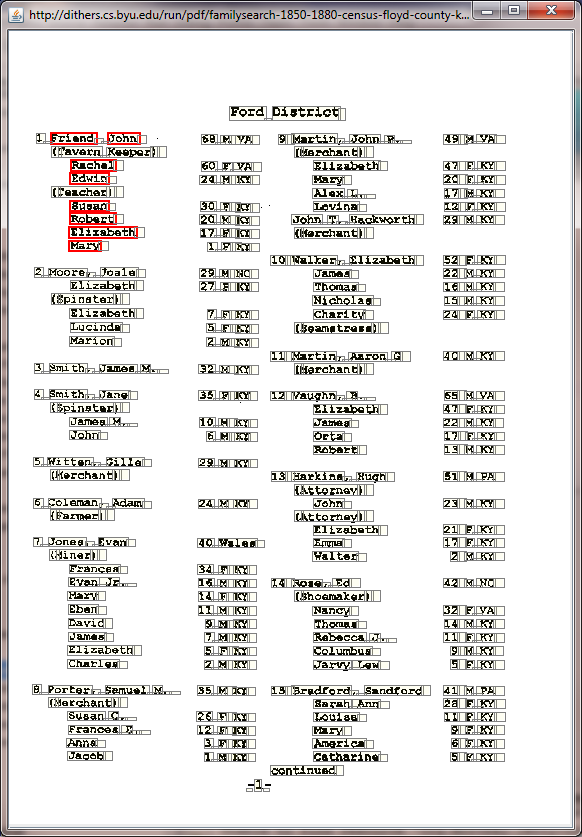 http://dithers.cs.byu.edu/run/pdf/familysearch-1850-1880-census-floyd-county-k...
Ford District
1 Friend, John 68 M VA
(Tavern Keeper)
Rachel 60 F VA
Edwin 24 M KY
(Teacher)
Susan 30 F KY
Robert 20 M KY
Elizabeth 17 F KY
Mary 1 F KY
2 Moore, Joale 29 M NC
Elizabeth 27 F KY
(Spinster)
Elizabeth 7 F KY
Lucinda 5 F KY
Marion 2 M KY
3 Smith, James M. 32 M KY
4 Smith, Jane 35 F KY
(Spinster)
James M. 10 M KY
John 6 M KY
5 Witten, Gille 29 M KY
(Merchant)
6 Coleman, Adam 24 M KY
(Farmer)
7 Jones, Evan 40 Wales
(Miner)
Frances 34 F KY
Evan Jr. 16 M KY
Mary 14 F KY
Eben 11 M KY
David 9 M KY
James 7 M KY
Elizabeth 5 F KY
Charles 2 M KY
8 Porter, Samuel M. 35 M KY
(Merchant)
Susan C. 26 F KY
Frances E. 12 F KY
Anna 3 F KY
Jacob 1 M KY
9 Martin, John P. 49 M VA
(Merchant)
Elizabeth 47 F KY
Mary 20 F KY
Alex L. 17 M KY
Levina 12 F KY
John T. Hackworth 29 M KY
(Merchant)
10 Walker, Elizabeth 52 F KY
James 22 M KY
Thomas 16 M KY
Nicholas 15 M KY
Charity 24 F KY
(Seamstress)
11 Martin, Aaron G 40 M KY
(Merchant)
12 Vaughn, B. 65 M VA
Elizabeth 47 F KY
James 22 M KY
Orta 17 F KY
Robert 13 M KY
13 Harkins, Hugh 51 M PA
(Attorney)
John 23 M KY
(Attorney)
Elizabeth 21 F KY
Emma 17 F KY
Walter 2 M KY
14 Rose, Ed 42 M NC
(Shoemaker)
Nancy 32 F VA
Thomas 14 M KY
Rebecca J. 11 F KY
Columbus 9 M KY
Jarvy Lew 5 F KY
15 Bradford, Sandford 41 M PA
Sarah Ann 28 F KY
Louisa 11 F KY
Mary 9 F KY
America 6 F KY
Catharine 5 M KY
continued
-1-